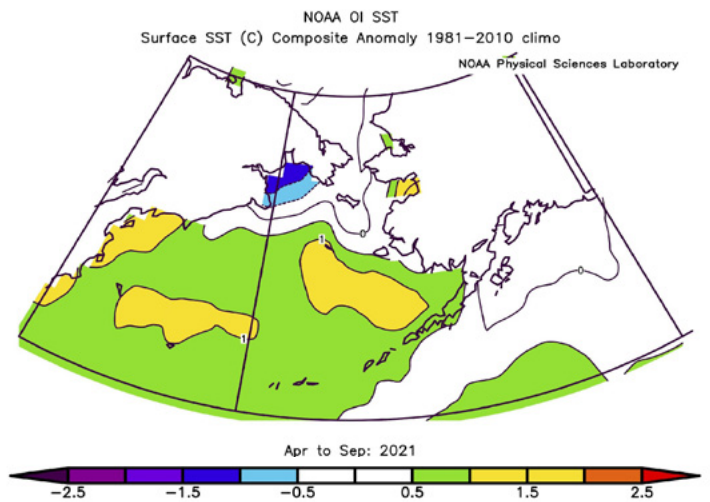 NOAA OI SST
Surface SST (C) Composite Anomaly 1981-2010 climo
NOAA Physical Sciences Laboratory
1
0
0
1
Apr to Sep: 2021
-2.5 -1.5 -0.5 0.5 1.5 2.5